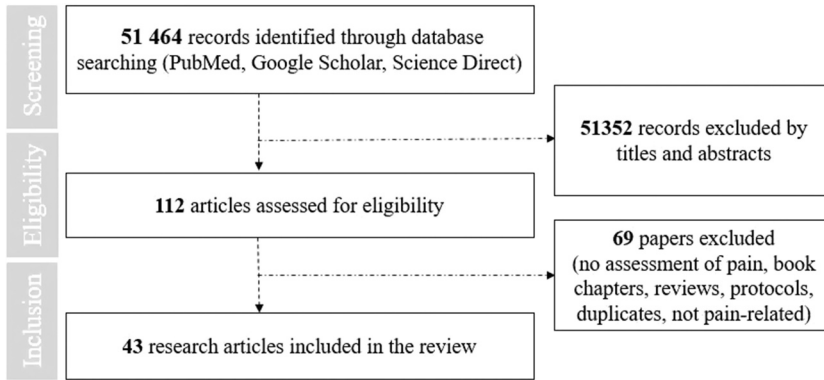 Screening
51 464 records identified through database
searching (PubMed, Google Scholar, Science Direct)
51352 records excluded by
titles and abstracts
Eligibility
112 articles assessed for eligibility
69 papers excluded
(no assessment of pain, book
chapters, reviews, protocols,
duplicates, not pain-related)
Inclusion
43 research articles included in the review